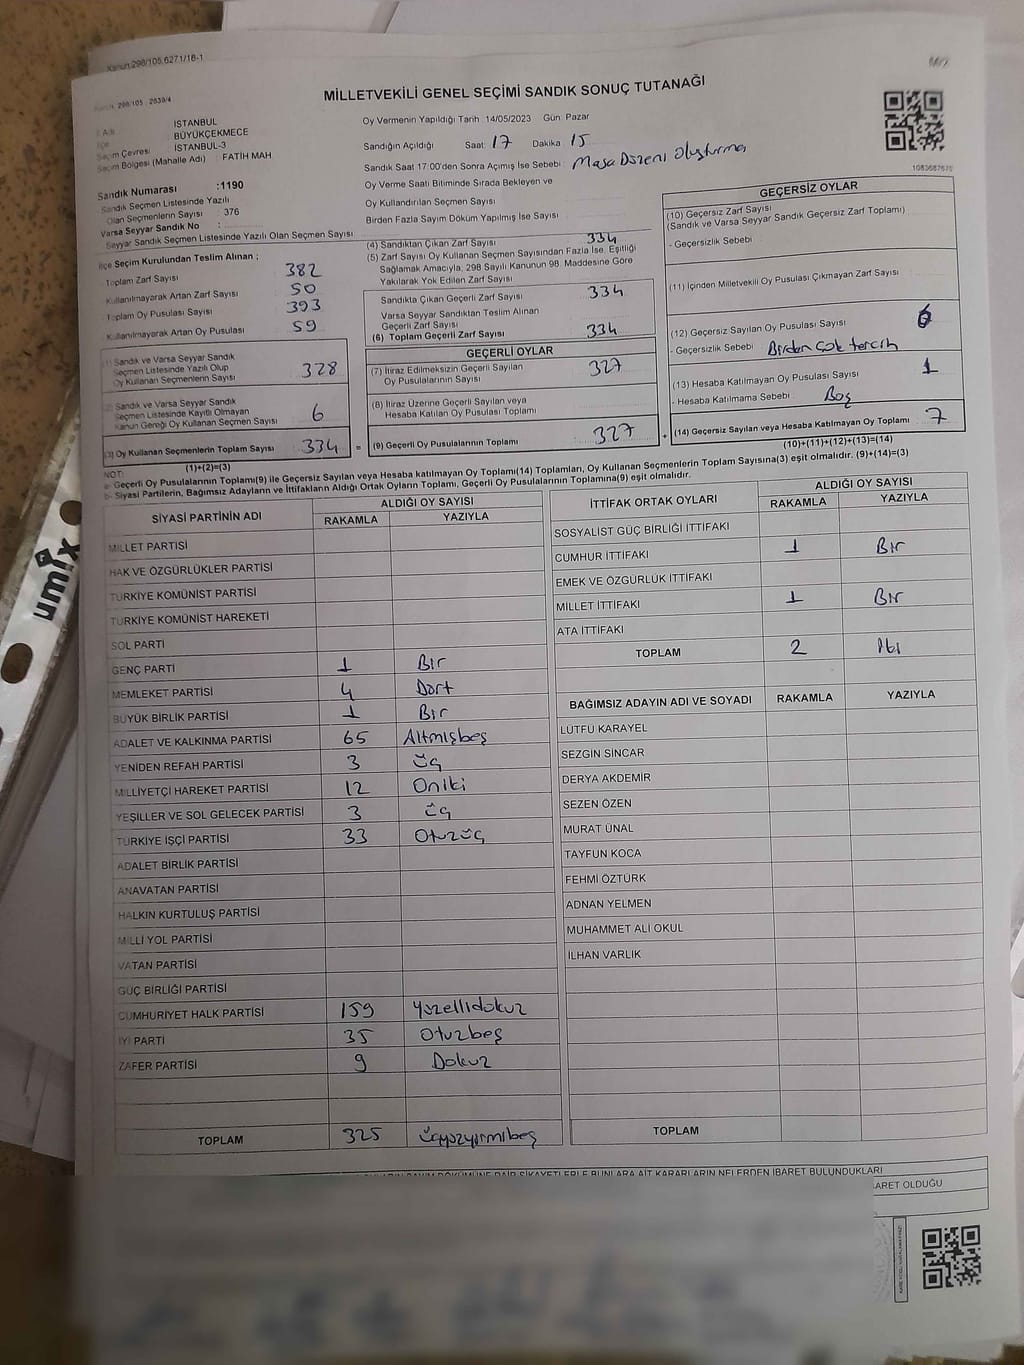 Kanun:298/105.6271/16-1
MİLLETVEKİLİ GENEL SEÇİMİ SANDIK SONUÇ TUTANAĞI
298/105 : 2839/4
Adı İSTANBUL
BÜYÜKÇEKMECE
Seçim Çevresi İSTANBUL-3
Seçim Bölgesi (Mahalle Adı) : FATİH MAH
Sandık Numarası :1190
Sandık Seçmen Listesinde Yazılı
Olan Seçmenlerin Sayısı : 376
Varsa Seyyar Sandık No :
Seyyar Sandık Seçmen Listesinde Yazılı Olan Seçmen Sayısı
Oy Vermenin Yapıldığı Tarih 14/05/2023 Gün Pazar
Sandığın Açıldığı Saat: 17 Dakika 15
Sandık Saat 17:00'den Sonra Açımış İse Sebebi: Masa Düzeni Oluşturma
Oy Verme Saati Bitiminde Sırada Bekleyen ve
Oy Kullandırılan Seçmen Sayısı
Birden Fazla Sayım Döküm Yapılmış İse Sayısı
1083687670
İlçe Seçim Kurulundan Teslim Alınan ;
Toplam Zarf Sayısı 382
Kullanılmayarak Artan Zarf Sayısı 50
Toplam Oy Pusulası Sayısı 393
Kullanılmayarak Artan Oy Pusulası 59
(1) Sandık ve Varsa Seyyar Sandık
Seçmen Listesinde Yazılı Olup
Oy Kullanan Seçmenlerin Sayısı 328
(2) Sandık ve Varsa Seyyar Sandık
Seçmen Listesinde Kayıtlı Olmayan
Kanun Gereği Oy Kullanan Seçmen Sayısı 6
(3) Oy Kullanan Seçmenlerin Toplam Sayısı 334 =
(4) Sandıktan Çıkan Zarf Sayısı 334
(5) Zarf Sayısı Oy Kullanan Seçmen Sayısından Fazla İse, Eşitliği
Sağlamak Amacıyla, 298 Sayılı Kanunun 98. Maddesine Göre
Yakılarak Yok Edilen Zarf Sayısı
Sandıkta Çıkan Geçerli Zarf Sayısı 334
Varsa Seyyar Sandıktan Teslim Alınan
Geçerli Zarf Sayısı
(6) Toplam Geçerli Zarf Sayısı 334
GEÇERLİ OYLAR
(7) İtiraz Edilmeksizin Geçerli Sayılan
Oy Pusulalarının Sayısı 327
(8) İtiraz Üzerine Geçerli Sayılan veya
Hesaba Katılan Oy Pusulası Toplamı
(9) Geçerli Oy Pusulalarının Toplamı 327 +
GEÇERSİZ OYLAR
(10) Geçersiz Zarf Sayısı
(Sandık ve Varsa Seyyar Sandık Geçersiz Zarf Toplamı)
- Geçersizlik Sebebi
(11) İçinden Milletvekili Oy Pusulası Çıkmayan Zarf Sayısı
(12) Geçersiz Sayılan Oy Pusulası Sayısı 6
- Geçersizlik Sebebi Birden çok tercih
(13) Hesaba Katılmayan Oy Pusulası Sayısı 1
- Hesaba Katılmama Sebebi Boş
(14) Geçersiz Sayılan veya Hesaba Katılmayan Oy Toplamı 7
(10)+(11)+(12)+(13)=(14)
NOT: (1)+(2)=(3)
a- Geçerli Oy Pusulalarının Toplamı(9) ile Geçersiz Sayılan veya Hesaba katılmayan Oy Toplamı(14) Toplamları, Oy Kullanan Seçmenlerin Toplam Sayısına(3) eşit olmalıdır. (9)+(14)=(3)
b- Siyasi Partilerin, Bağımsız Adayların ve İttifakların Aldığı Ortak Oyların Toplamı, Geçerli Oy Pusulalarının Toplamına(9) eşit olmalıdır.
SİYASİ PARTİNİN ADI ALDIĞI OY SAYISI
RAKAMLA YAZIYLA
MİLLET PARTİSİ
HAK VE ÖZGÜRLÜKLER PARTİSİ
TÜRKİYE KOMÜNİST PARTİSİ
TÜRKİYE KOMÜNİST HAREKETİ
SOL PARTİ
GENÇ PARTİ 1 Bir
MEMLEKET PARTİSİ 4 Dört
BÜYÜK BİRLİK PARTİSİ 1 Bir
ADALET VE KALKINMA PARTİSİ 65 Altmışbeş
YENİDEN REFAH PARTİSİ 3 üç
MİLLİYETÇİ HAREKET PARTİSİ 12 Oniki
YEŞİLLER VE SOL GELECEK PARTİSİ 3 üç
TÜRKİYE İŞÇİ PARTİSİ 33 Otuzüç
ADALET BİRLİK PARTİSİ
ANAVATAN PARTİSİ
HALKIN KURTULUŞ PARTİSİ
MİLLİ YOL PARTİSİ
VATAN PARTİSİ
GÜÇ BİRLİĞİ PARTİSİ
CUMHURİYET HALK PARTİSİ 159 Yüzellidokuz
İYİ PARTİ 35 Otuzbeş
ZAFER PARTİSİ 9 Dokuz
TOPLAM 325 üçyüzyirmibeş
İTTİFAK ORTAK OYLARI ALDIĞI OY SAYISI
RAKAMLA YAZIYLA
SOSYALİST GÜÇ BİRLİĞİ İTTİFAKI
CUMHUR İTTİFAKI 1 Bir
EMEK VE ÖZGÜRLÜK İTTİFAKI
MİLLET İTTİFAKI 1 Bir
ATA İTTİFAKI
TOPLAM 2 iki
BAĞIMSIZ ADAYIN ADI VE SOYADI RAKAMLA YAZIYLA
LÜTFÜ KARAYEL
SEZGİN SİNCAR
DERYA AKDEMİR
SEZEN ÖZEN
MURAT ÜNAL
TAYFUN KOCA
FEHMİ ÖZTÜRK
ADNAN YELMEN
MUHAMMET ALİ OKUL
İLHAN VARLIK
TOPLAM
SAYIM DÖKÜMÜNE DAİR ŞİKAYETLERLE BUNLARA AİT KARARLARIN NELERDEN İBARET BULUNDUKLARI
OLDUĞU
umix